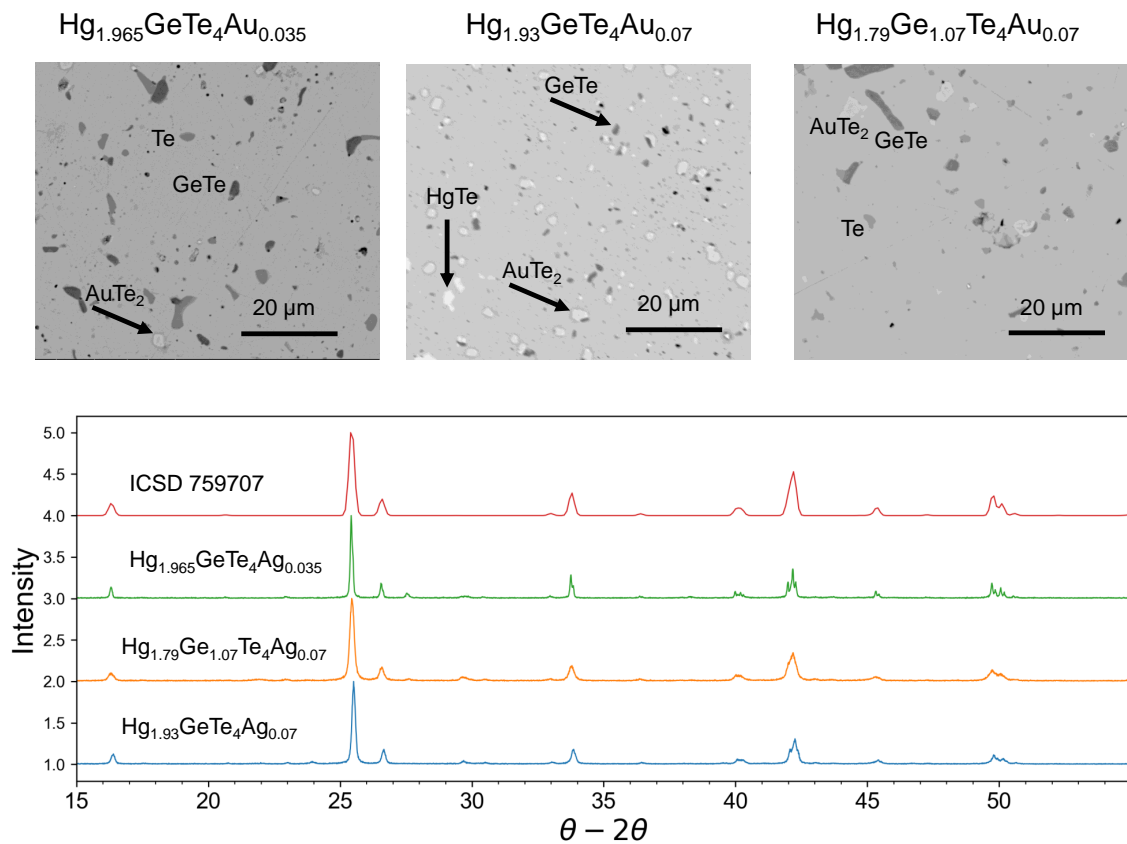 Hg1.965GeTe4Au0.035
Hg1.93GeTe4Au0.07
Hg1.79Ge1.07Te4Au0.07
Te
GeTe
AuTe2
20 μm
GeTe
HgTe
AuTe2
20 μm
AuTe2
GeTe
Te
20 μm
5.0
4.5
4.0
3.5
3.0
2.5
2.0
1.5
1.0
Intensity
ICSD 759707
Hg1.965GeTe4Ag0.035
Hg1.79Ge1.07Te4Ag0.07
Hg1.93GeTe4Ag0.07
15 20 25 30 35 40 45 50
θ − 2θ